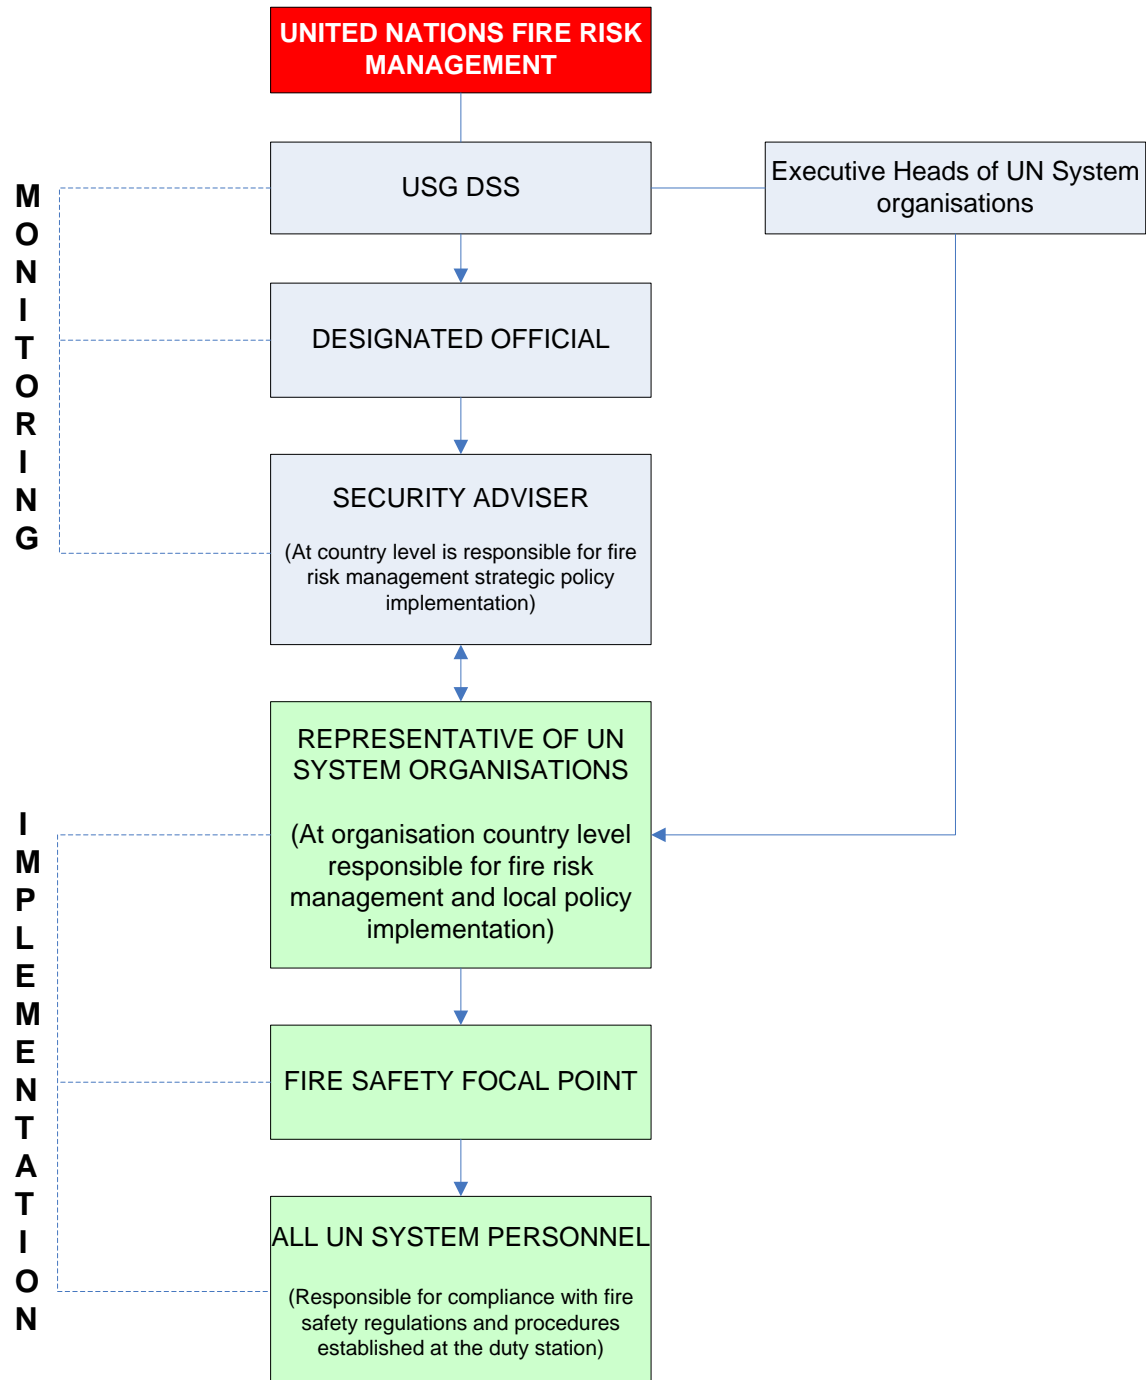 UNITED NATIONS FIRE RISK
MANAGEMENT
USG DSS
Executive Heads of UN System
organisations
MONITORING
DESIGNATED OFFICIAL
SECURITY ADVISER
(At country level is responsible for fire
risk management strategic policy
implementation)
REPRESENTATIVE OF UN
SYSTEM ORGANISATIONS
(At organisation country level
responsible for fire risk
management and local policy
implementation)
IMPLEMENTATION
FIRE SAFETY FOCAL POINT
ALL UN SYSTEM PERSONNEL
(Responsible for compliance with fire
safety regulations and procedures
established at the duty station)